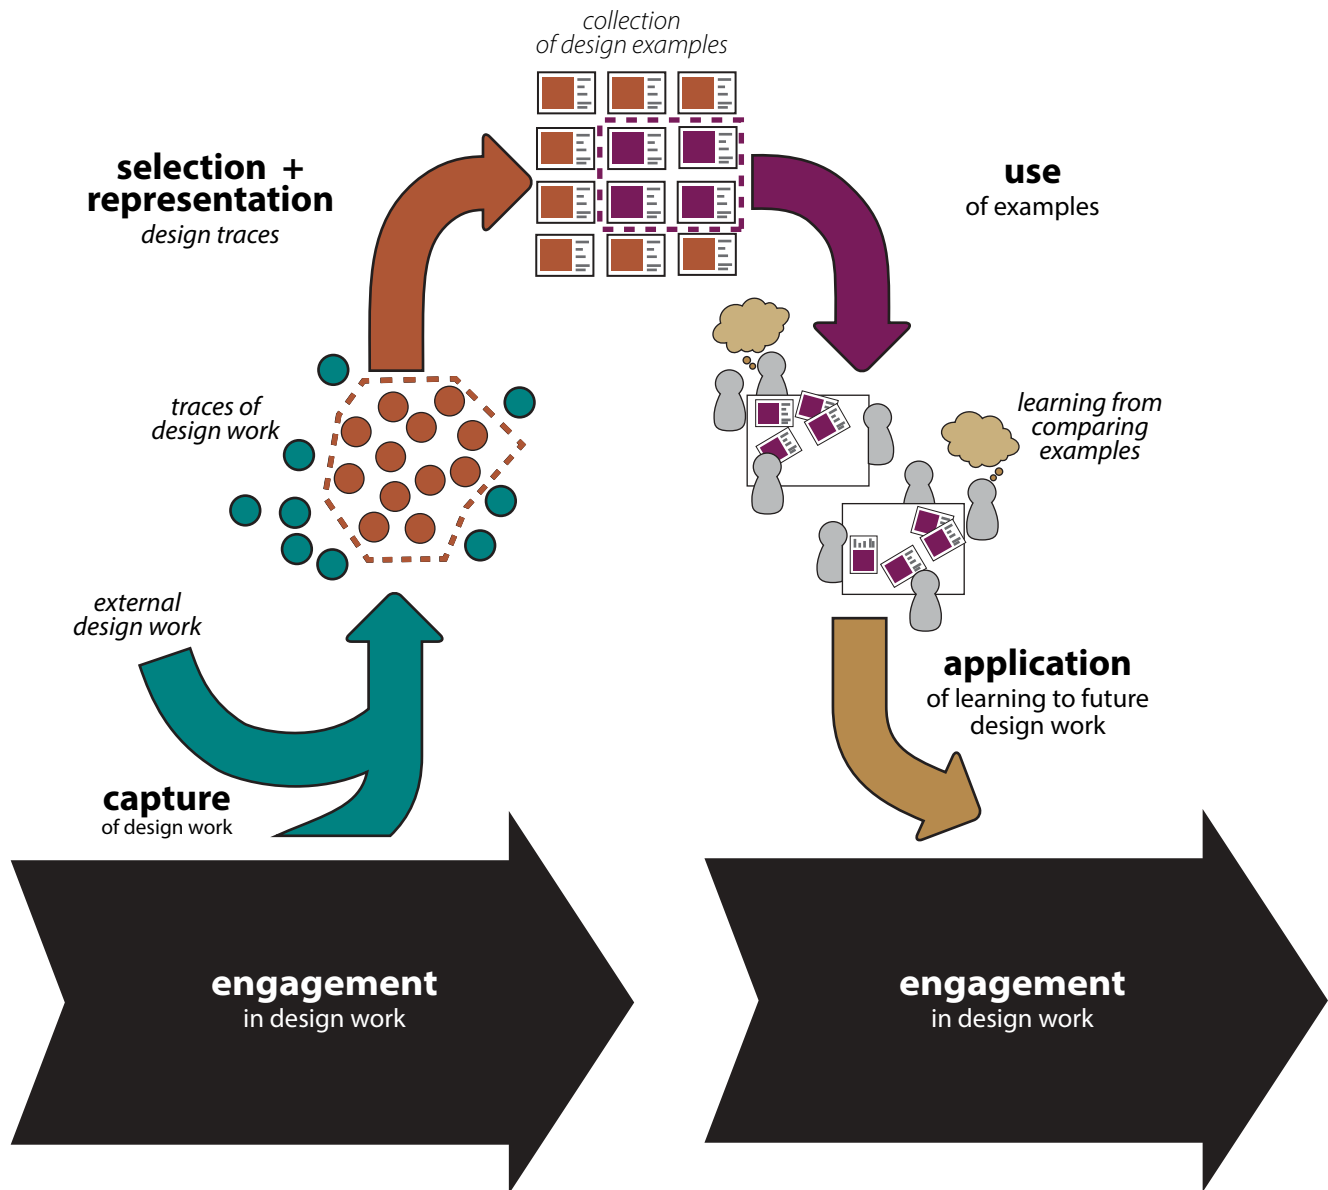 collection
of design examples
selection +
representation
design traces
use
of examples
traces of
design work
learning from
comparing
examples
external
design work
application
of learning to future
design work
capture
of design work
engagement
in design work
engagement
in design work